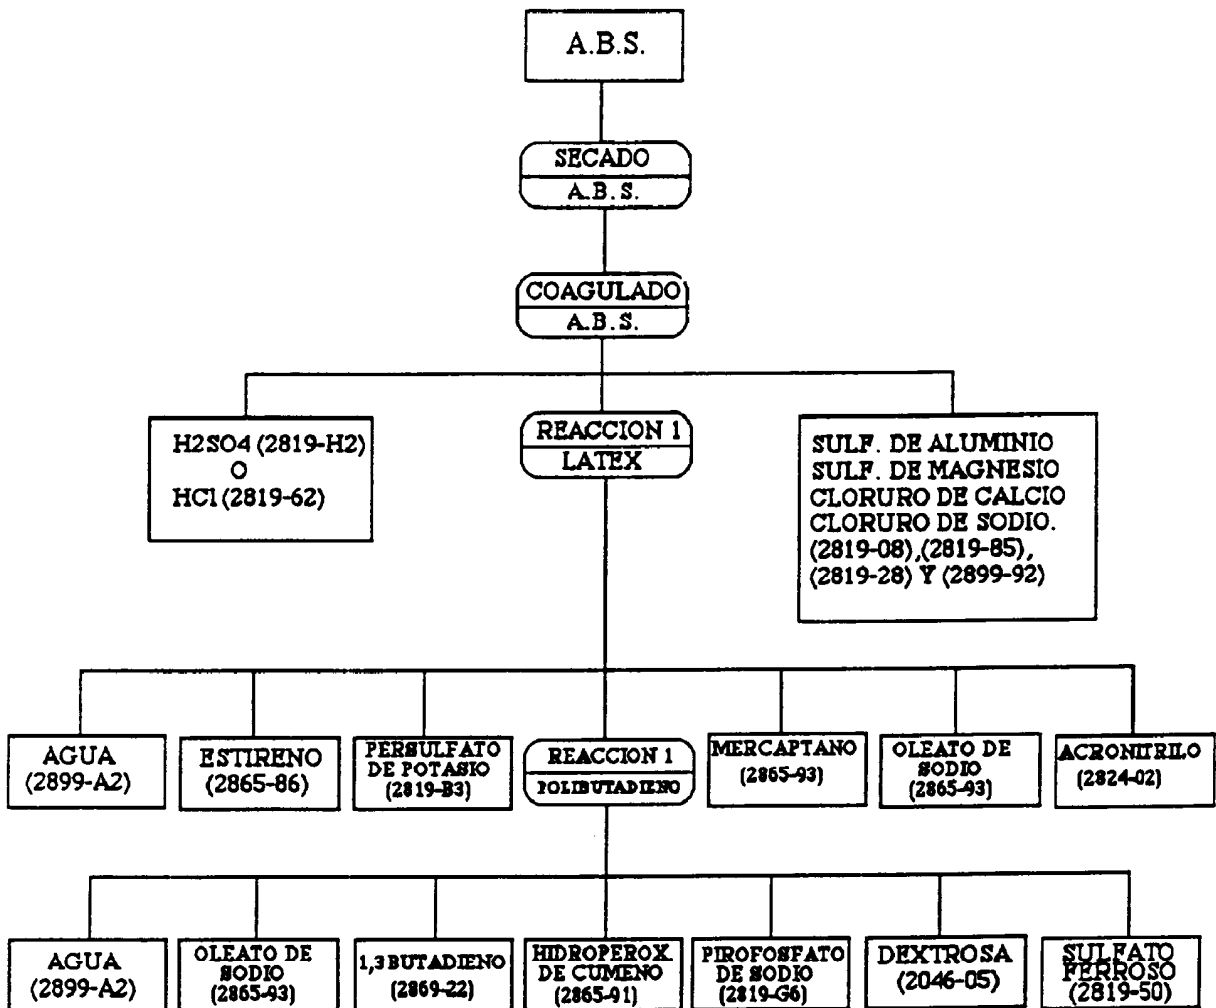 A.B.S.
SECADO
A.B.S.
COAGULADO
A.B.S.
H2SO4 (2819-H2)
O
HCl (2819-62)
REACCION 1
LATEX
SULF. DE ALUMINIO
SULF. DE MAGNESIO
CLORURO DE CALCIO
CLORURO DE SODIO.
(2819-08),(2819-85),
(2819-28) Y (2899-92)
AGUA
(2899-A2)
ESTIRENO
(2865-86)
PERSULFATO
DE POTASIO
(2819-B3)
REACCION 1
POLIBUTADIENO
MERCAPTANO
(2865-93)
OLEATO DE
SODIO
(2865-93)
ACRONITRILO
(2824-02)
AGUA
(2899-A2)
OLEATO DE
SODIO
(2865-93)
1,3 BUTADIENO
(2869-22)
HIDROPEROX.
DE CUMENO
(2865-91)
PIROFOSFATO
DE SODIO
(2819-G6)
DEXTROSA
(2046-05)
SULFATO
FERROSO
(2819-50)